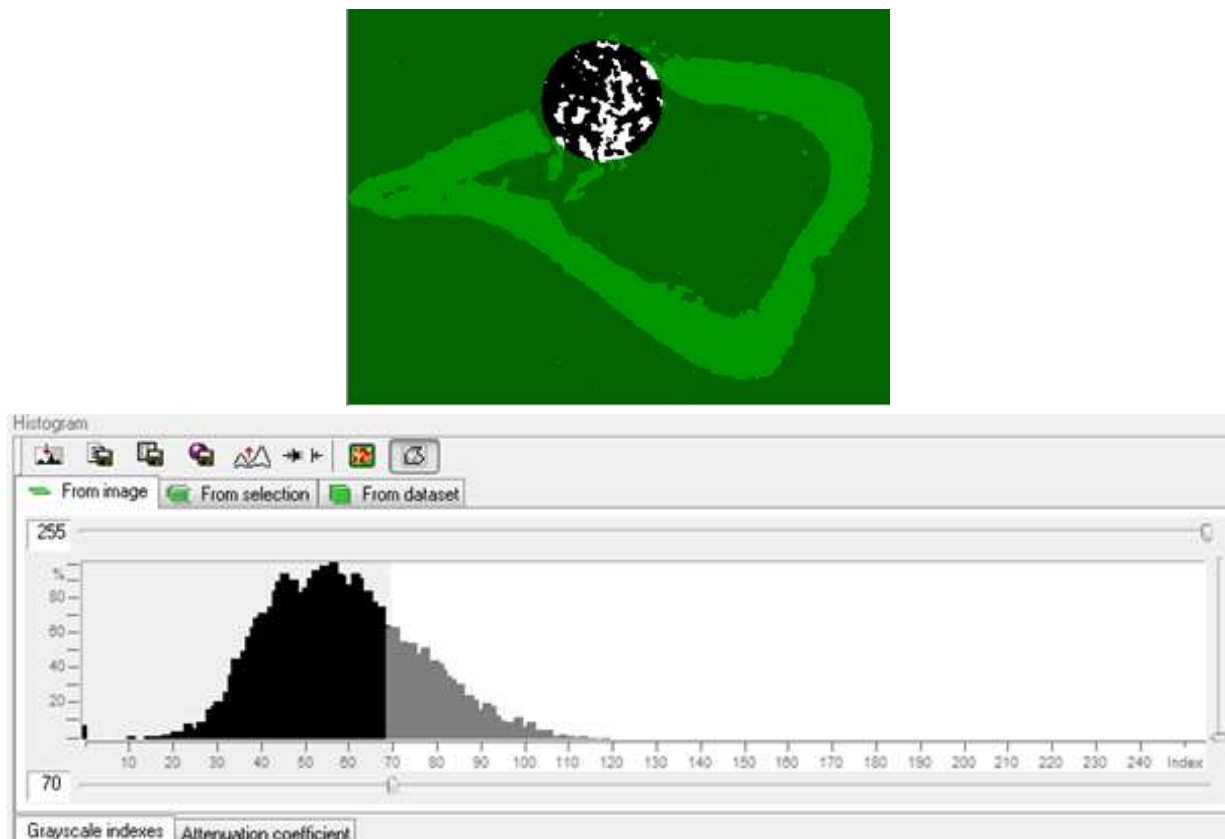 Histogram
From image From selection From dataset
255
%
80
60
40
20
10 20 30 40 50 60 70 80 90 100 110 120 130 140 150 160 170 180 190 200 210 220 230 240 Index
70
Grayscale indexes Attenuation coefficient